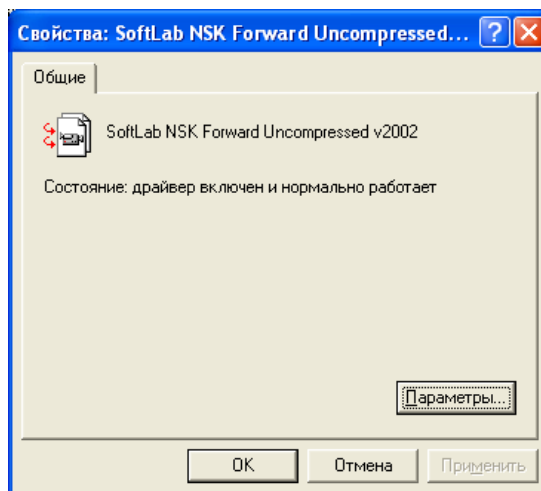 Свойства: SoftLab NSK Forward Uncompressed...
Общие
SoftLab NSK Forward Uncompressed v2002
Состояние: драйвер включен и нормально работает
Параметры...
OK
Отмена
Применить